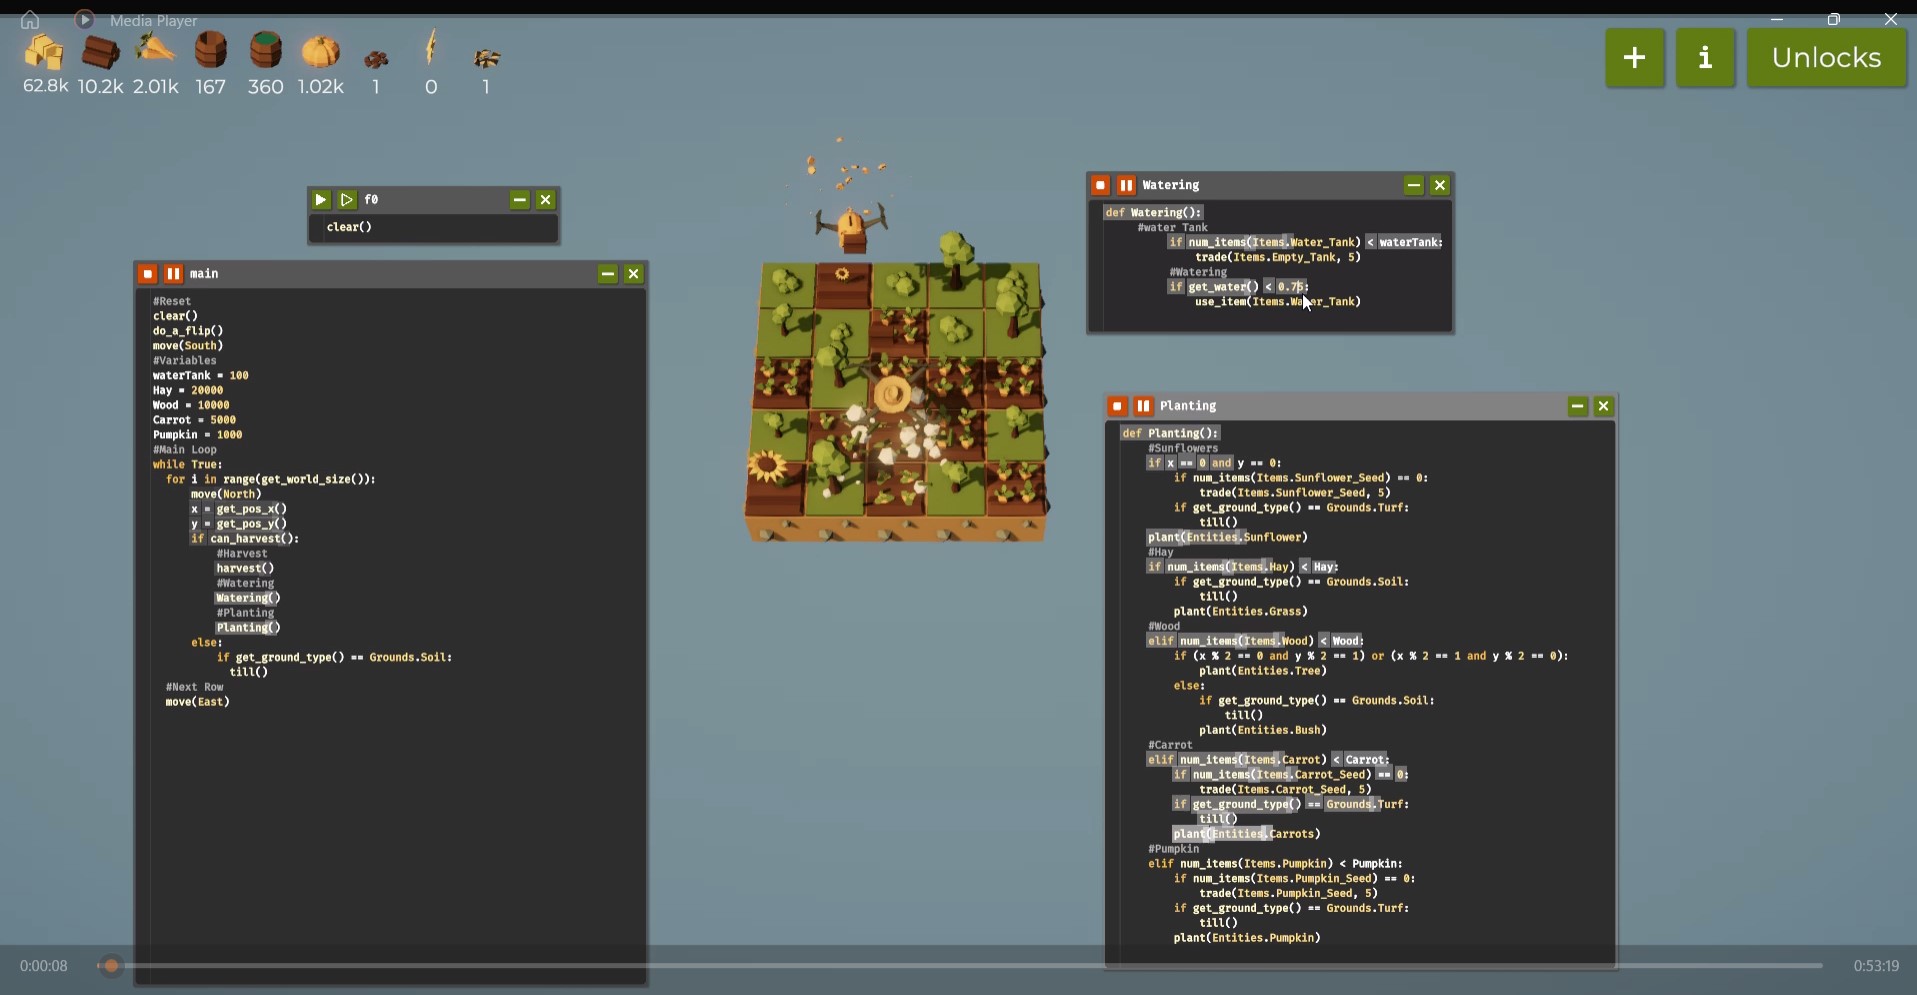 Media Player
62.8k 10.2k 2.01k 167 360 1.02k 1 0 1
+ i Unlocks
f0
clear()
main
#Reset
clear()
do_a_flip()
move(South)
#Variables
waterTank = 100
Hay = 20000
Wood = 10000
Carrot = 5000
Pumpkin = 1000
#Main Loop
while True:
for i in range(get_world_size()):
move(North)
x = get_pos_x()
y = get_pos_y()
if can_harvest():
#Harvest
harvest()
#Watering
Watering()
#Planting
Planting()
else:
if get_ground_type() == Grounds.Soil:
till()
#Next Row
move(East)
Watering
def Watering():
#water Tank
if num_items(Items.Water_Tank) < waterTank:
trade(Items.Empty_Tank, 5)
#Watering
if get_water() < 0.75:
use_item(Items.Water_Tank)
Planting
def Planting():
#Sunflowers
if x == 0 and y == 0:
if num_items(Items.Sunflower_Seed) == 0:
trade(Items.Sunflower_Seed, 5)
if get_ground_type() == Grounds.Turf:
till()
plant(Entities.Sunflower)
#Hay
if num_items(Items.Hay) < Hay:
if get_ground_type() == Grounds.Soil:
till()
plant(Entities.Grass)
#Wood
elif num_items(Items.Wood) < Wood:
if (x % 2 == 0 and y % 2 == 1) or (x % 2 == 1 and y % 2 == 0):
plant(Entities.Tree)
else:
if get_ground_type() == Grounds.Soil:
till()
plant(Entities.Bush)
#Carrot
elif num_items(Items.Carrot) < Carrot:
if num_items(Items.Carrot_Seed) == 0:
trade(Items.Carrot_Seed, 5)
if get_ground_type() == Grounds.Turf:
till()
plant(Entities.Carrots)
#Pumpkin
elif num_items(Items.Pumpkin) < Pumpkin:
if num_items(Items.Pumpkin_Seed) == 0:
trade(Items.Pumpkin_Seed, 5)
if get_ground_type() == Grounds.Turf:
till()
plant(Entities.Pumpkin)
0:00:08
0:53:19